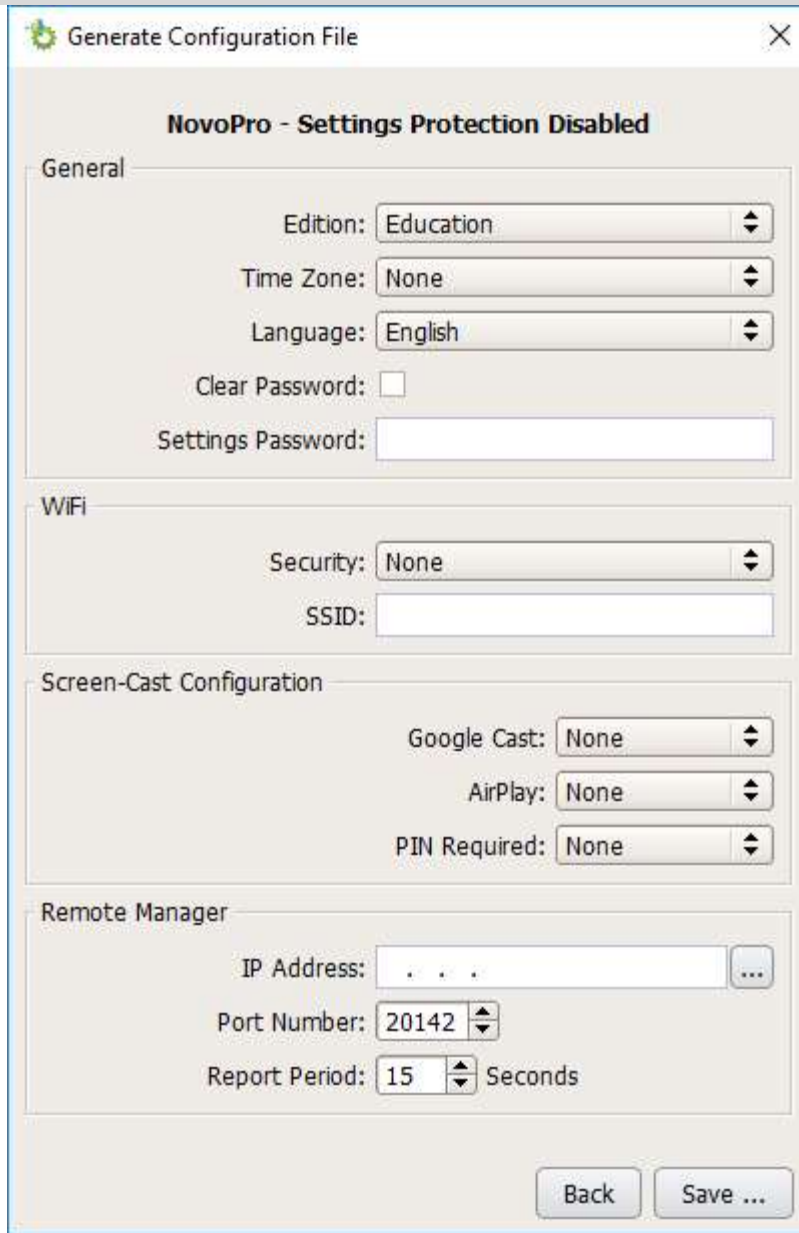 Generate Configuration File
NovoPro - Settings Protection Disabled
General
Edition: Education
Time Zone: None
Language: English
Clear Password:
Settings Password:
WiFi
Security: None
SSID:
Screen-Cast Configuration
Google Cast: None
AirPlay: None
PIN Required: None
Remote Manager
IP Address: . . . ...
Port Number: 20142
Report Period: 15 Seconds
Back Save ...